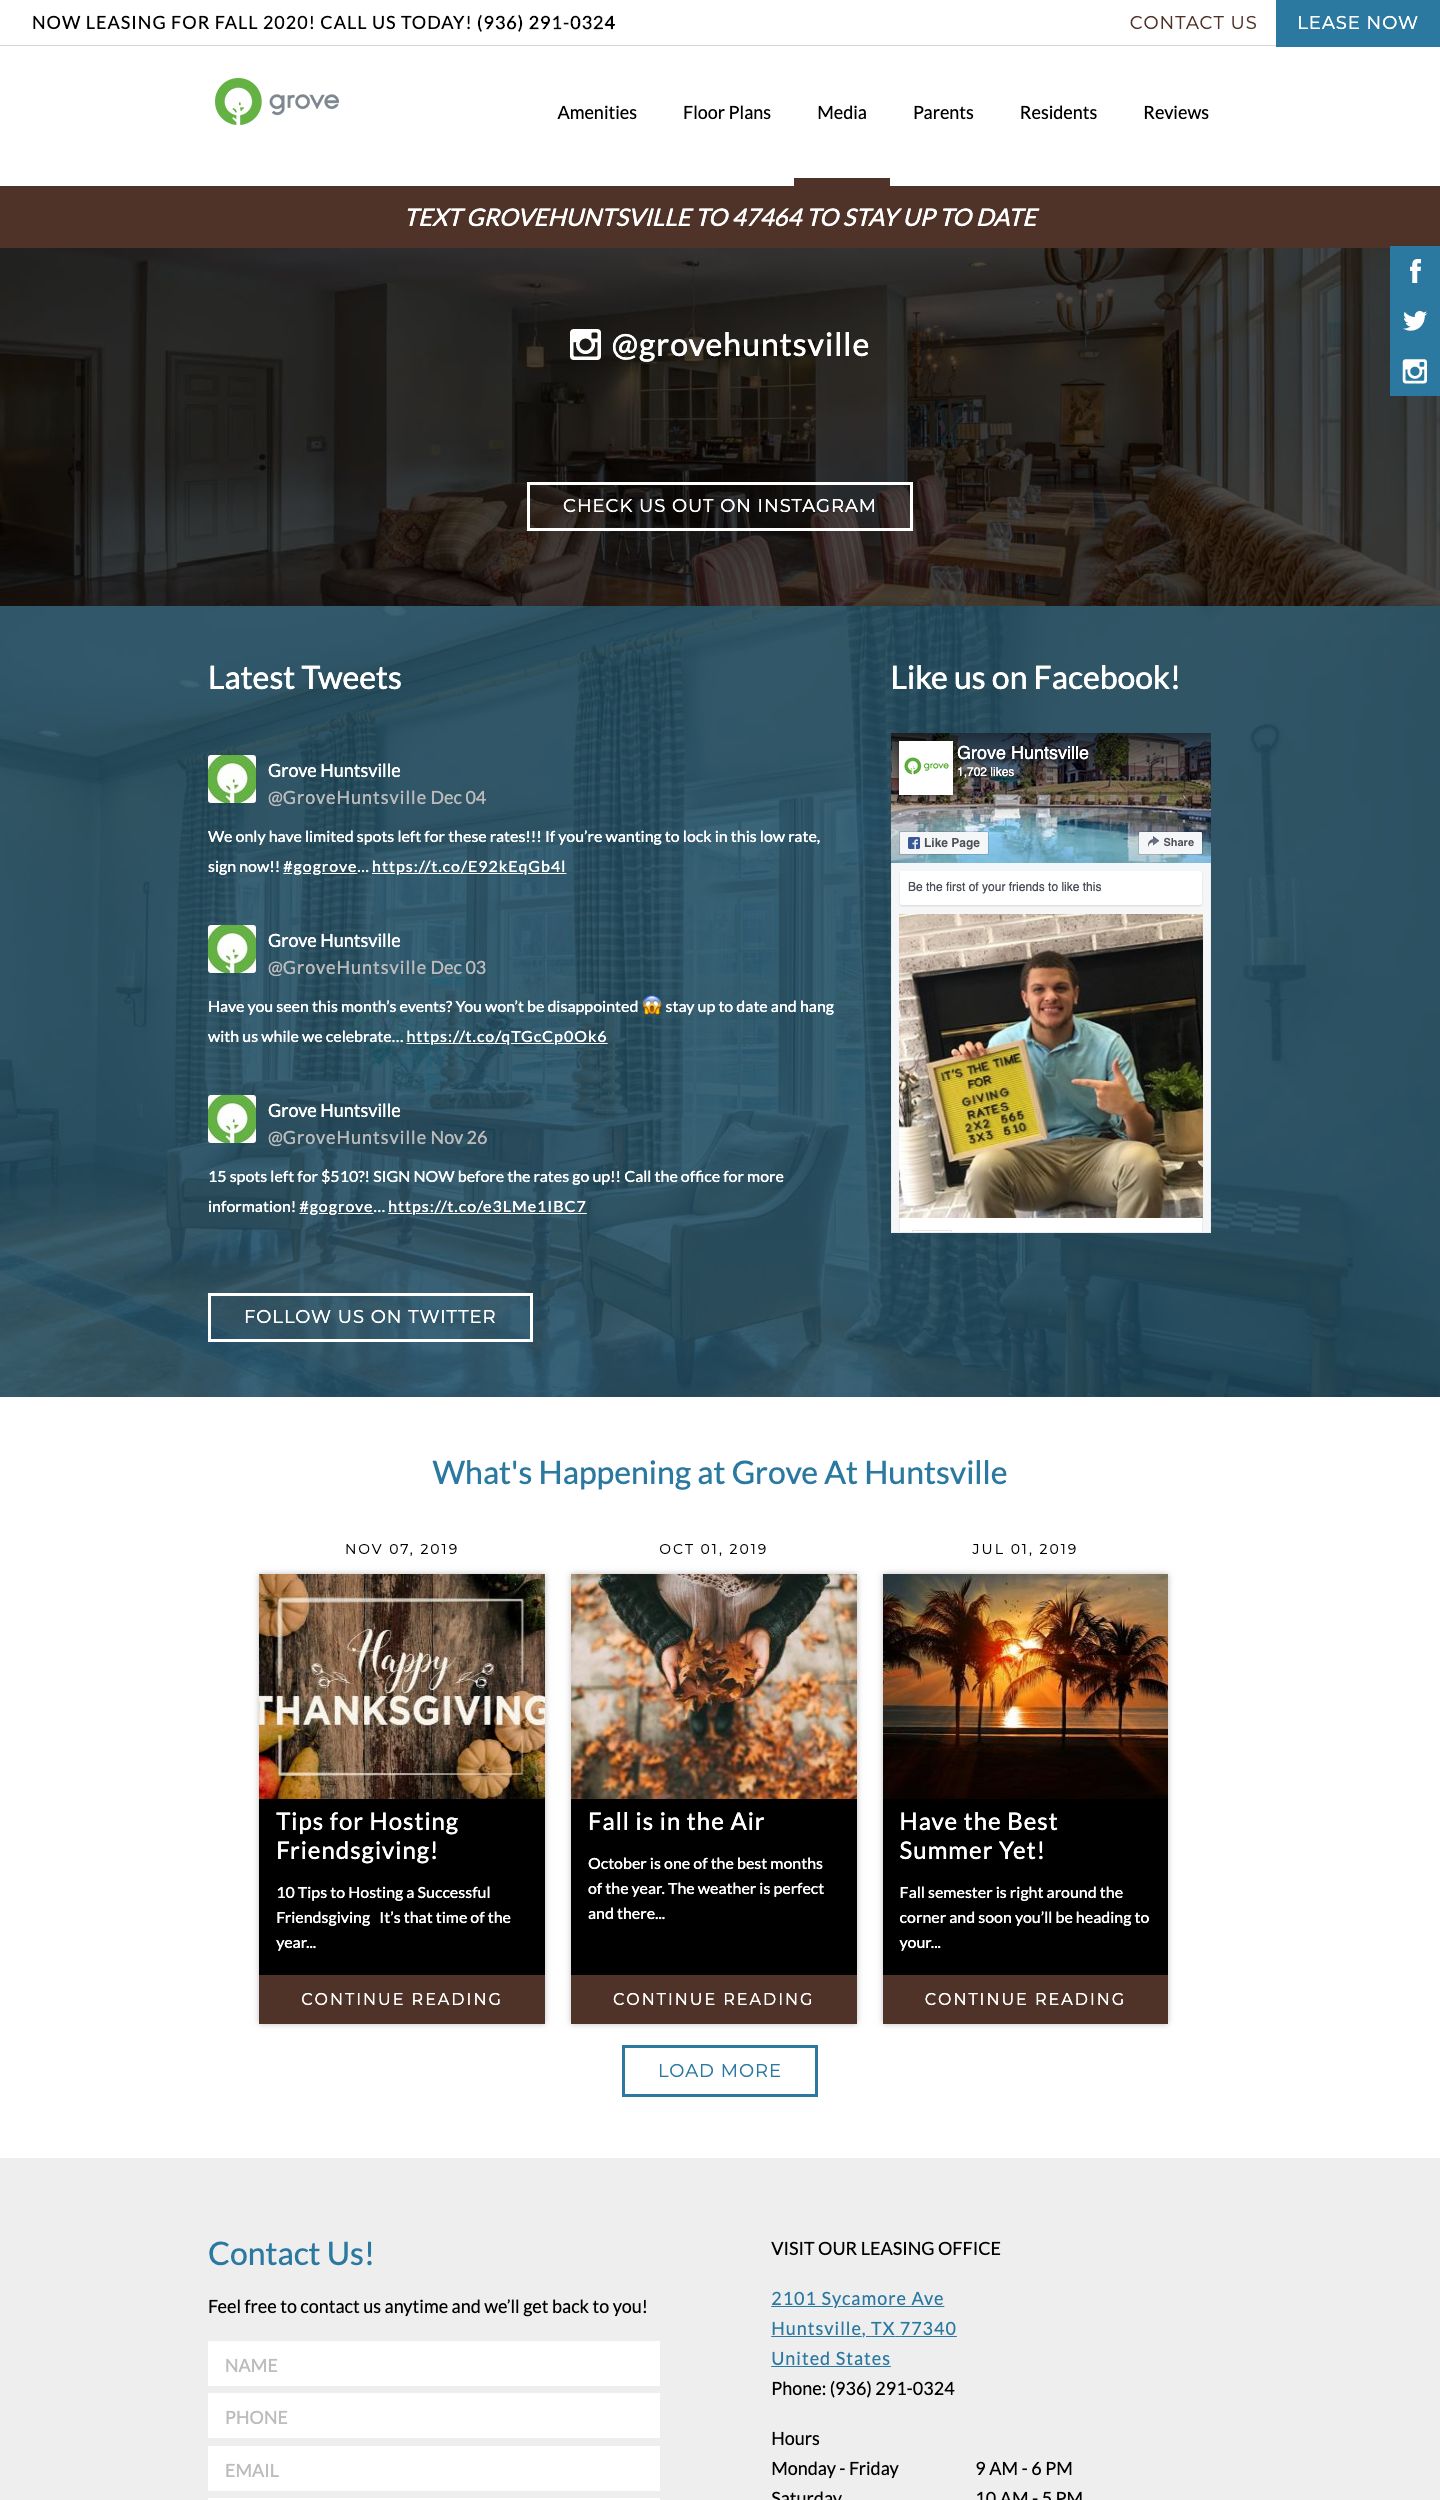 NOW LEASING FOR FALL 2020! CALL US TODAY! (936) 291-0324
CONTACT US
LEASE NOW
grove
Amenities
Floor Plans
Media
Parents
Residents
Reviews
TEXT GROVEHUNTSVILLE TO 47464 TO STAY UP TO DATE
@grovehuntsville
CHECK US OUT ON INSTAGRAM
Latest Tweets
Grove Huntsville
@GroveHuntsville Dec 04
We only have limited spots left for these rates!!! If you’re wanting to lock in this low rate,
sign now!! #gogrove… https://t.co/E92kEqGb4l
Grove Huntsville
@GroveHuntsville Dec 03
Have you seen this month’s events? You won’t be disappointed 😱 stay up to date and hang
with us while we celebrate… https://t.co/qTGcCp0Ok6
Grove Huntsville
@GroveHuntsville Nov 26
15 spots left for $510?! SIGN NOW before the rates go up!! Call the office for more
information! #gogrove… https://t.co/e3LMe1IBC7
FOLLOW US ON TWITTER
Like us on Facebook!
grove
Grove Huntsville
1,702 likes
Like Page
Share
Be the first of your friends to like this
IT'S THE TIME
FOR
GIVING
RATES
2X2 565
3X3 510
What's Happening at Grove At Huntsville
NOV 07, 2019
Happy
THANKSGIVING
Tips for Hosting
Friendsgiving!
10 Tips to Hosting a Successful
Friendsgiving It’s that time of the
year...
CONTINUE READING
OCT 01, 2019
Fall is in the Air
October is one of the best months
of the year. The weather is perfect
and there...
CONTINUE READING
JUL 01, 2019
Have the Best
Summer Yet!
Fall semester is right around the
corner and soon you’ll be heading to
your...
CONTINUE READING
LOAD MORE
Contact Us!
Feel free to contact us anytime and we’ll get back to you!
NAME
PHONE
EMAIL
VISIT OUR LEASING OFFICE
2101 Sycamore Ave
Huntsville, TX 77340
United States
Phone: (936) 291-0324
Hours
Monday - Friday 9 AM - 6 PM
Saturday 10 AM - 5 PM